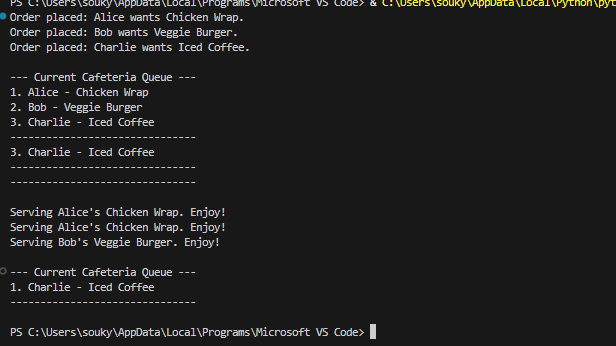 PS C:\Users\souky\AppData\Local\Programs\Microsoft VS Code> & C:\Users\souky\AppData\Local\Python\pyt
Order placed: Alice wants Chicken Wrap.
Order placed: Bob wants Veggie Burger.
Order placed: Charlie wants Iced Coffee.
--- Current Cafeteria Queue ---
1. Alice - Chicken Wrap
2. Bob - Veggie Burger
3. Charlie - Iced Coffee
-------------------------------
3. Charlie - Iced Coffee
-------------------------------
-------------------------------
Serving Alice's Chicken Wrap. Enjoy!
Serving Alice's Chicken Wrap. Enjoy!
Serving Bob's Veggie Burger. Enjoy!
--- Current Cafeteria Queue ---
1. Charlie - Iced Coffee
-------------------------------
PS C:\Users\souky\AppData\Local\Programs\Microsoft VS Code>